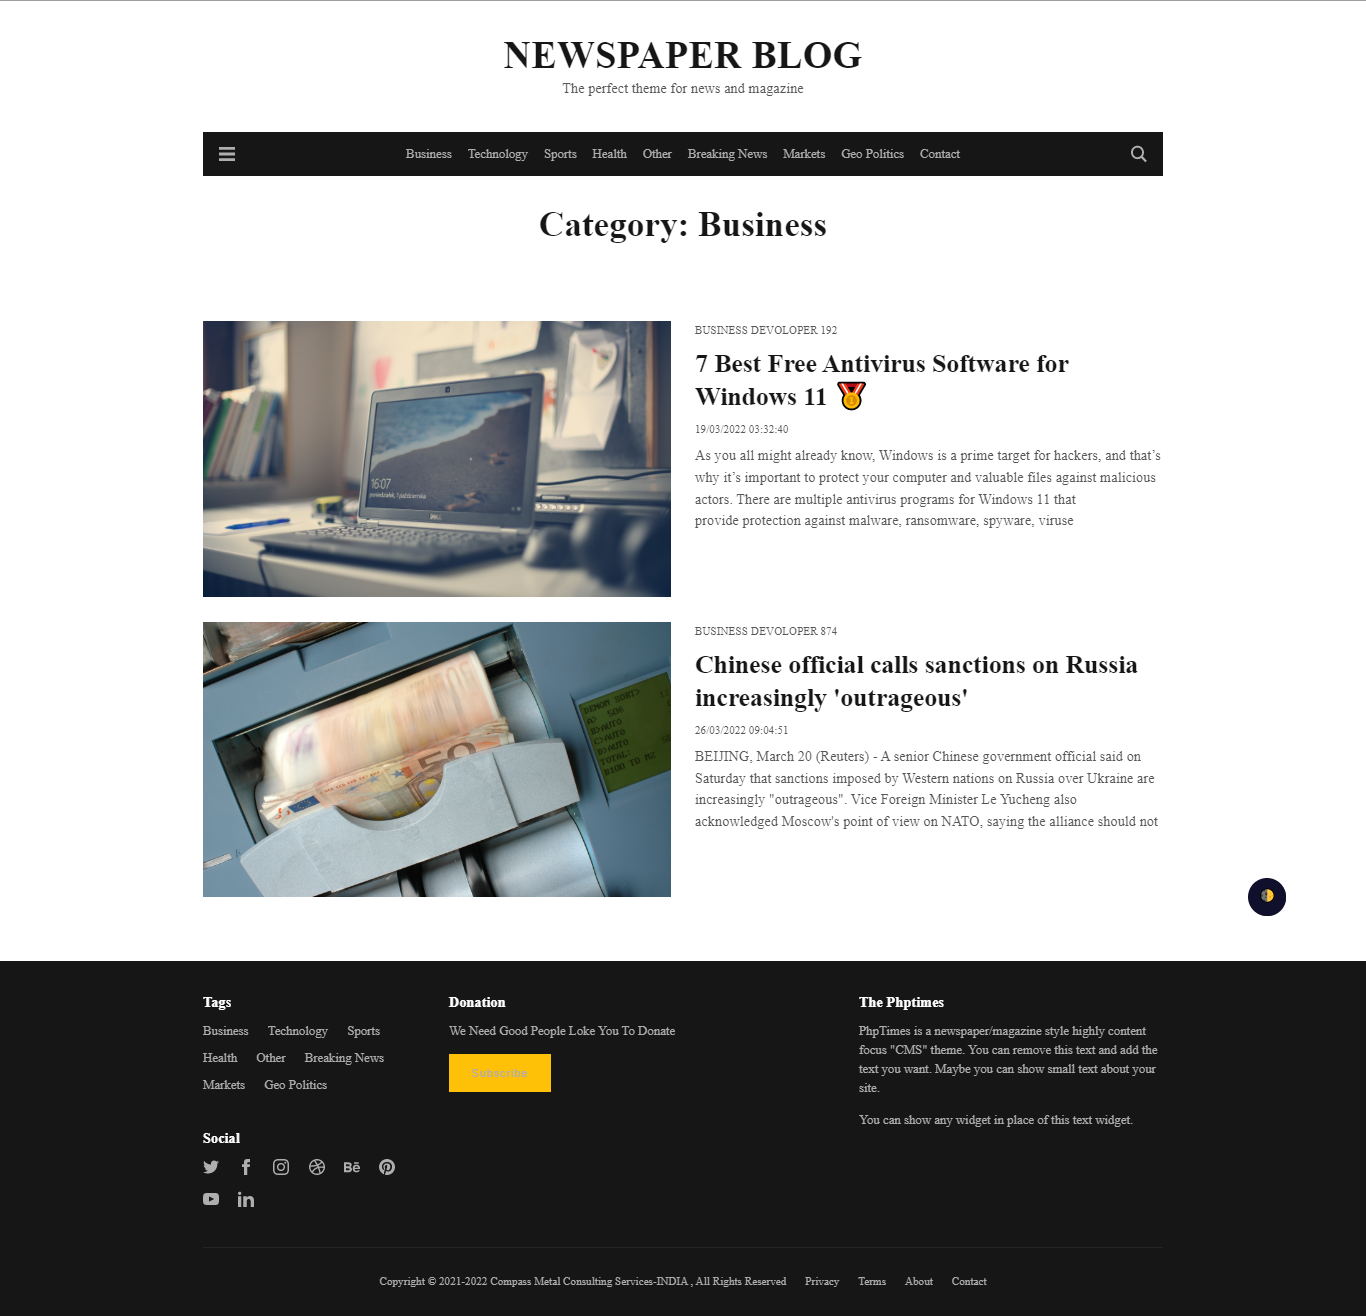 NEWSPAPER BLOG
The perfect theme for news and magazine
Business Technology Sports Health Other Breaking News Markets Geo Politics Contact
Category: Business
16:07
BUSINESS DEVOLOPER 192
7 Best Free Antivirus Software for
Windows 11 🏅
19/03/2022 03:32:40
As you all might already know, Windows is a prime target for hackers, and that’s
why it’s important to protect your computer and valuable files against malicious
actors. There are multiple antivirus programs for Windows 11 that
provide protection against malware, ransomware, spyware, viruse
50
BUSINESS DEVOLOPER 874
Chinese official calls sanctions on Russia
increasingly 'outrageous'
26/03/2022 09:04:51
BEIJING, March 20 (Reuters) - A senior Chinese government official said on
Saturday that sanctions imposed by Western nations on Russia over Ukraine are
increasingly "outrageous". Vice Foreign Minister Le Yucheng also
acknowledged Moscow's point of view on NATO, saying the alliance should not
Tags
Business Technology Sports
Health Other Breaking News
Markets Geo Politics
Social
Donation
We Need Good People Loke You To Donate
Subscribe
The Phptimes
PhpTimes is a newspaper/magazine style highly content
focus "CMS" theme. You can remove this text and add the
text you want. Maybe you can show small text about your
site.
You can show any widget in place of this text widget.
Copyright © 2021-2022 Compass Metal Consulting Services-INDIA , All Rights Reserved Privacy Terms About Contact